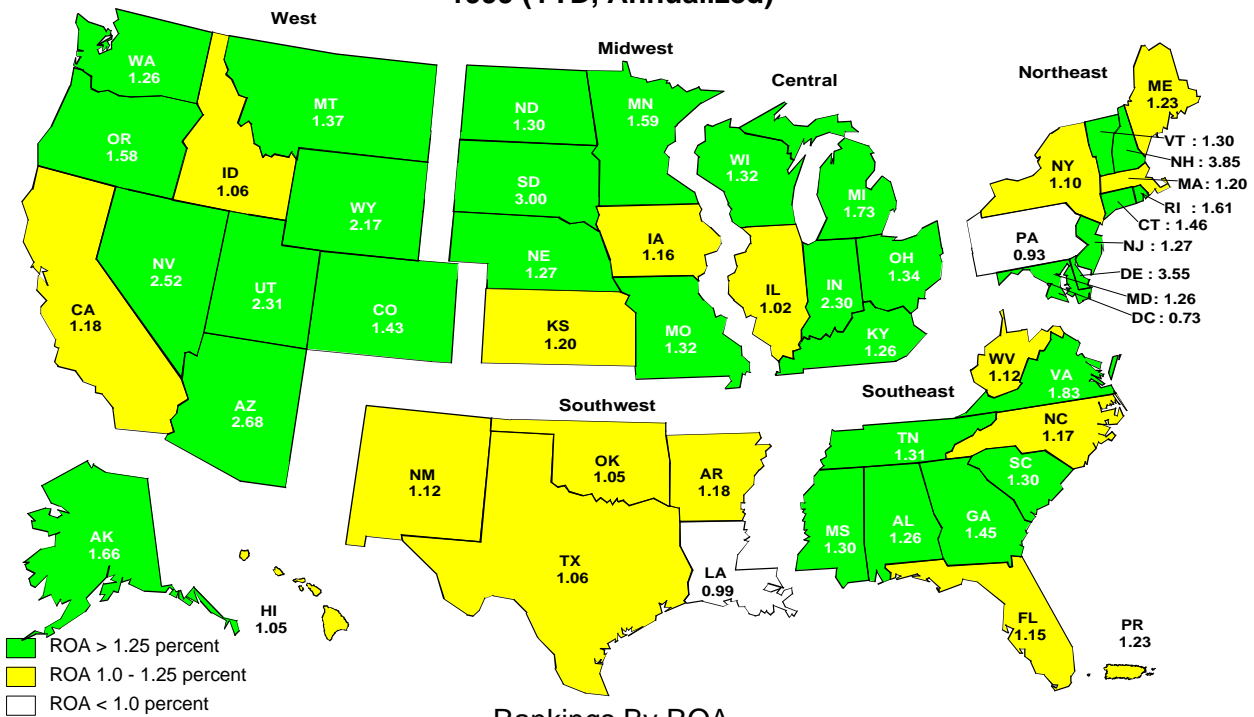 West
Midwest
Central
Northeast
WA
1.26
MT
1.37
OR
1.58
ID
1.06
WY
2.17
NV
2.52
UT
2.31
CO
1.43
CA
1.18
AZ
2.68
ND
1.30
MN
1.59
SD
3.00
NE
1.27
IA
1.16
KS
1.20
MO
1.32
WI
1.32
MI
1.73
IL
1.02
IN
2.30
OH
1.34
KY
1.26
ME
1.23
NY
1.10
PA
0.93
VT : 1.30
NH : 3.85
MA : 1.20
RI : 1.61
CT : 1.46
NJ : 1.27
DE : 3.55
MD: 1.26
DC : 0.73
Southwest
Southeast
NM
1.12
OK
1.05
AR
1.18
TX
1.06
LA
0.99
WV
1.12
VA
1.83
NC
1.17
TN
1.31
SC
1.30
MS
1.30
AL
1.26
GA
1.45
FL
1.15
PR
1.23
AK
1.66
HI
1.05
ROA > 1.25 percent
ROA 1.0 - 1.25 percent
ROA < 1.0 percent